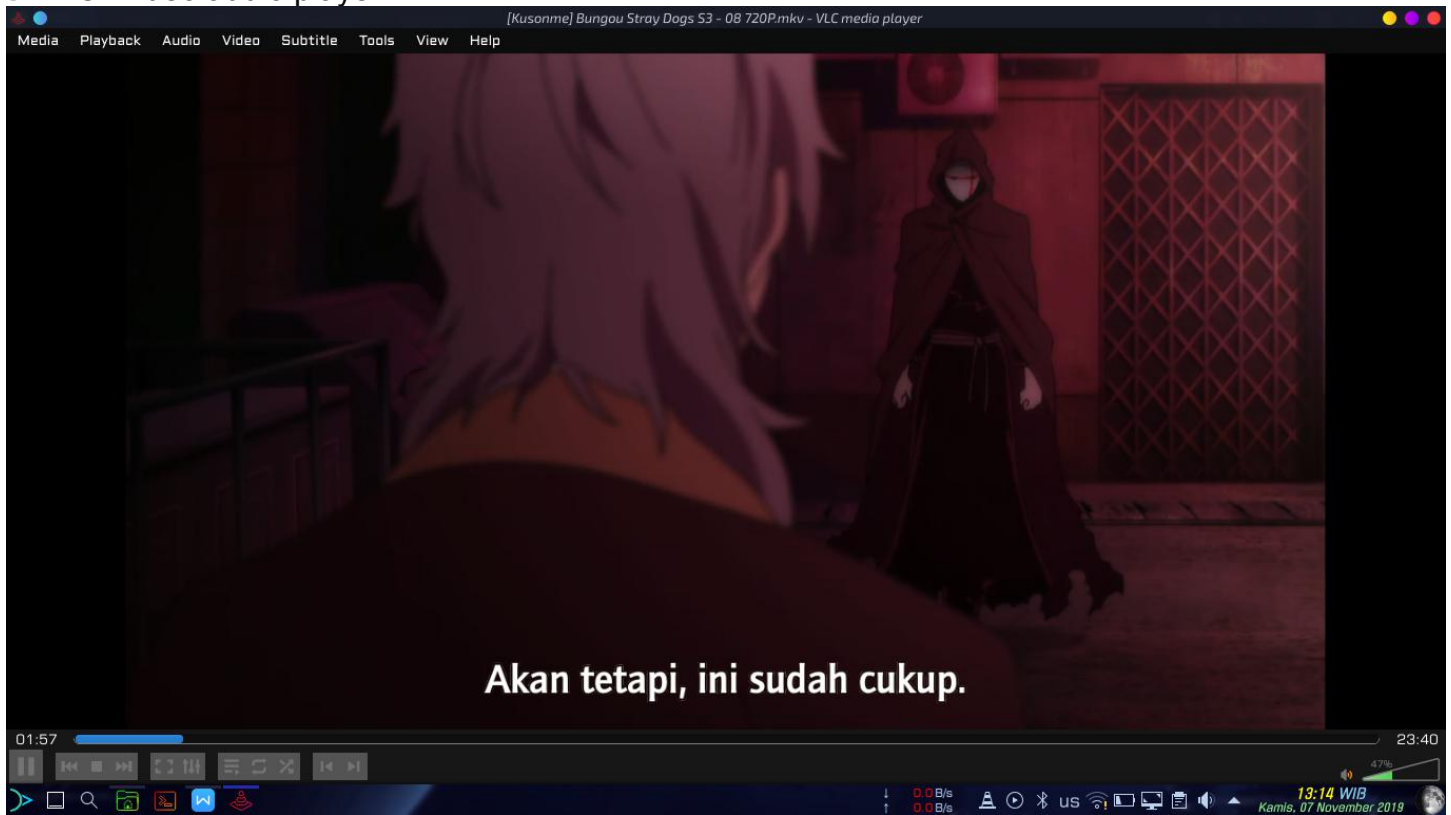 [Kusonme] Bungou Stray Dogs S3 - 08 720P.mkv - VLC media player
Media Playback Audio Video Subtitle Tools View Help
Akan tetapi, ini sudah cukup.
01:57 23:40
47%
0.0 B/s
0.0 B/s
us
13:14 WIB
Kamis, 07 November 2019